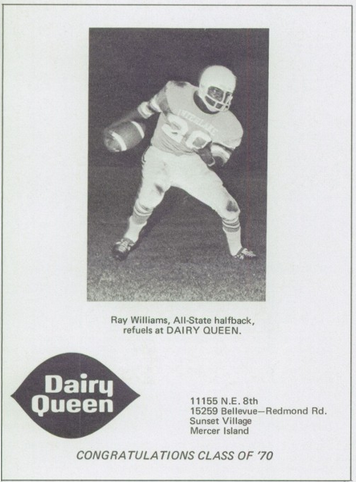 20
Ray Williams, All-State halfback,
refuels at DAIRY QUEEN.
Dairy
Queen
11155 N.E. 8th
15259 Bellevue—Redmond Rd.
Sunset Village
Mercer Island
CONGRATULATIONS CLASS OF '70